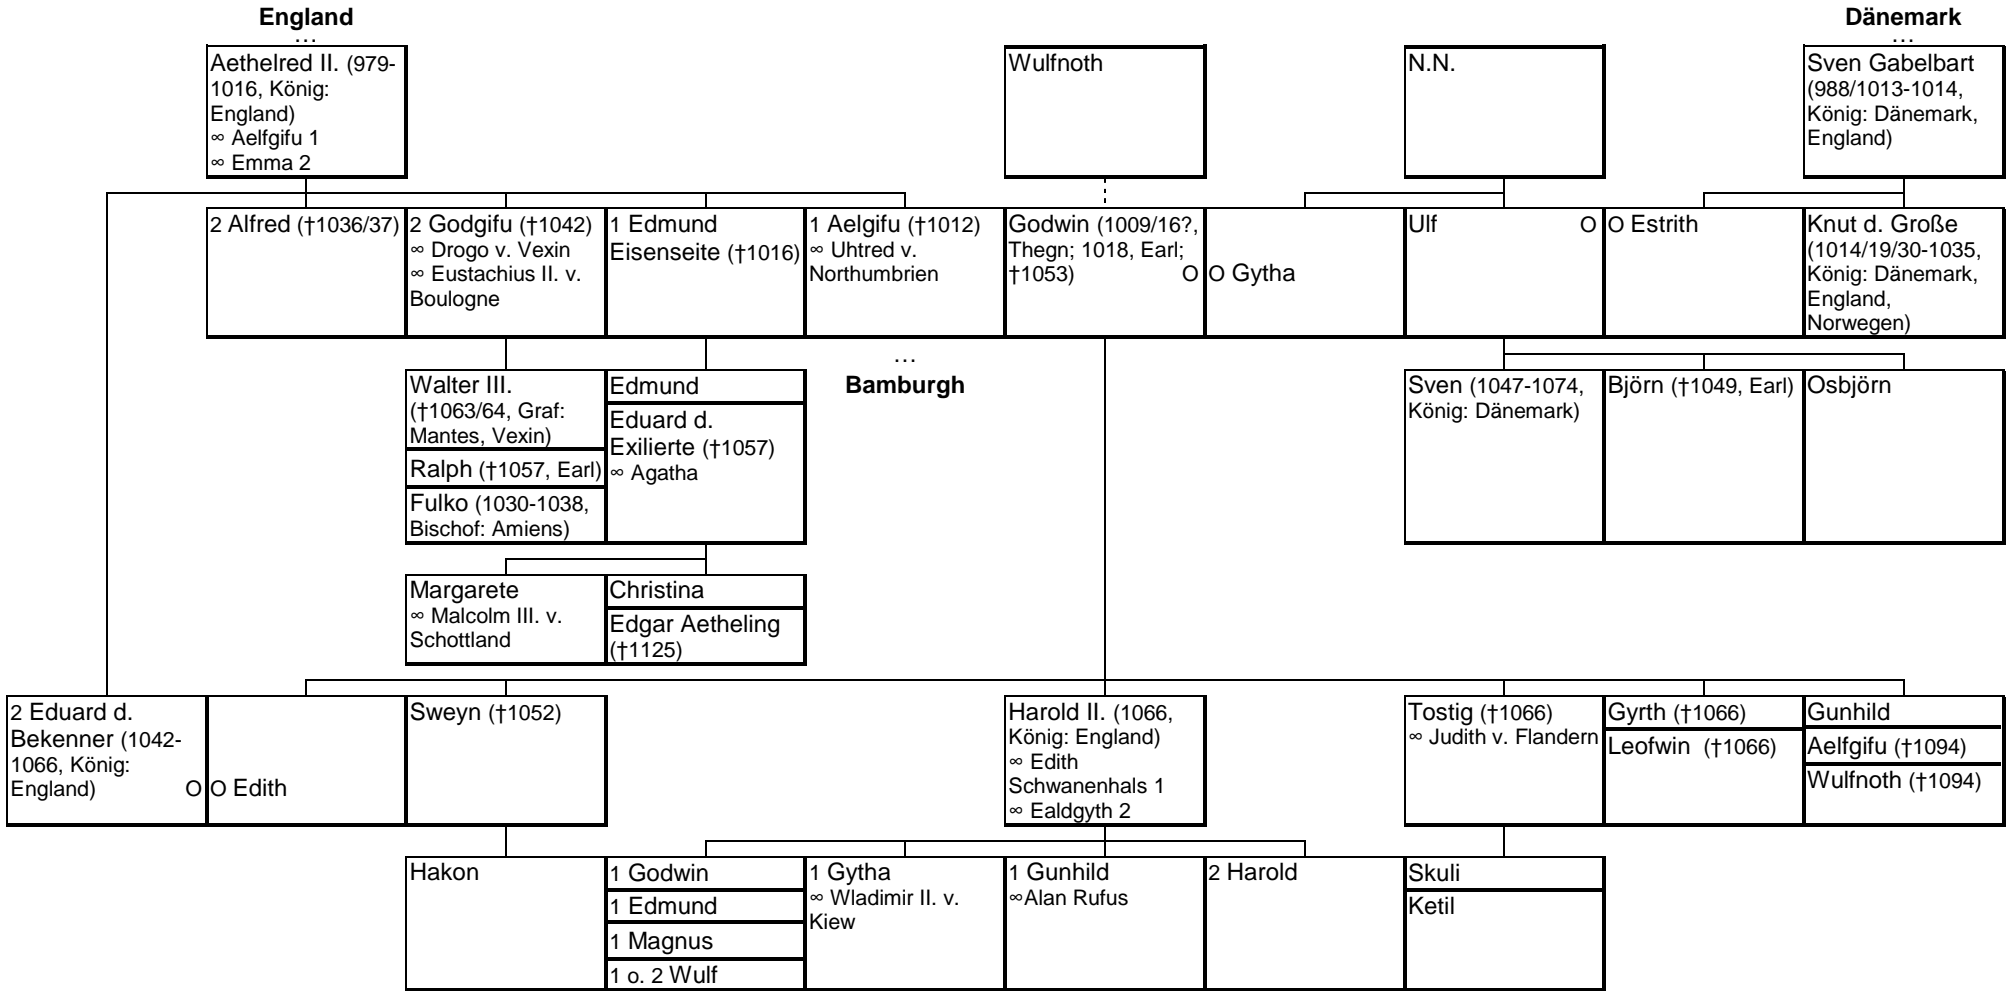 England
…
Dänemark
…
Aethelred II. (979-
1016, König:
England)
∞ Aelfgifu 1
∞ Emma 2
Wulfnoth
N.N.
Sven Gabelbart
(988/1013-1014,
König: Dänemark,
England)
2 Alfred (†1036/37)
2 Godgifu (†1042)
∞ Drogo v. Vexin
∞ Eustachius II. v.
Boulogne
1 Edmund
Eisenseite (†1016)
1 Aelgifu (†1012)
∞ Uhtred v.
Northumbrien
Godwin (1009/16?,
Thegn; 1018, Earl;
†1053) O
O Gytha
Ulf O
O Estrith
Knut d. Große
(1014/19/30-1035,
König: Dänemark,
England,
Norwegen)
…
Bamburgh
Walter III.
(†1063/64, Graf:
Mantes, Vexin)
Ralph (†1057, Earl)
Fulko (1030-1038,
Bischof: Amiens)
Edmund
Eduard d.
Exilierte (†1057)
∞ Agatha
Sven (1047-1074,
König: Dänemark)
Björn (†1049, Earl)
Osbjörn
Margarete
∞ Malcolm III. v.
Schottland
Christina
Edgar Aetheling
(†1125)
2 Eduard d.
Bekenner (1042-
1066, König:
England) O
O Edith
Sweyn (†1052)
Harold II. (1066,
König: England)
∞ Edith
Schwanenhals 1
∞ Ealdgyth 2
Tostig (†1066)
∞ Judith v. Flandern
Gyrth (†1066)
Leofwin (†1066)
Gunhild
Aelfgifu (†1094)
Wulfnoth (†1094)
Hakon
1 Godwin
1 Edmund
1 Magnus
1 o. 2 Wulf
1 Gytha
∞ Wladimir II. v.
Kiew
1 Gunhild
∞Alan Rufus
2 Harold
Skuli
Ketil